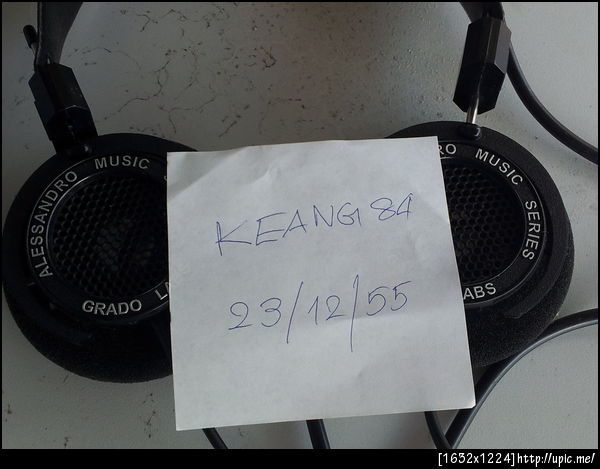 ALESSANDRO MUSIC
GRADO LA
RO MUSIC SERIES
ABS
KEANG184
23/12/55
[1652x1224]http://upic.me/